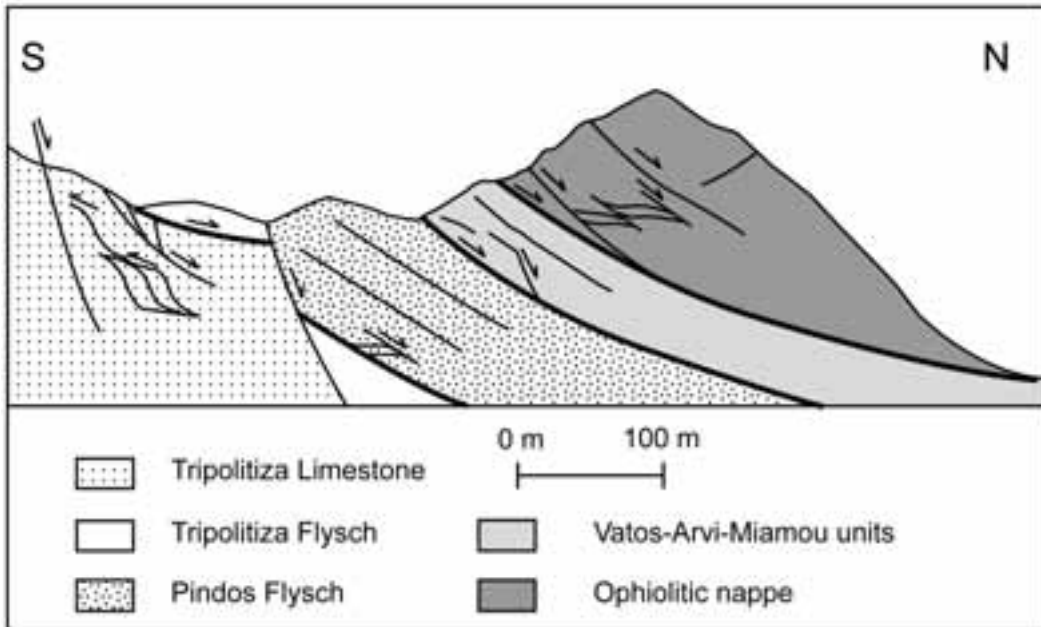 S
N
0 m 100 m
Tripolitiza Limestone
Tripolitiza Flysch
Pindos Flysch
Vatos-Arvi-Miamou units
Ophiolitic nappe